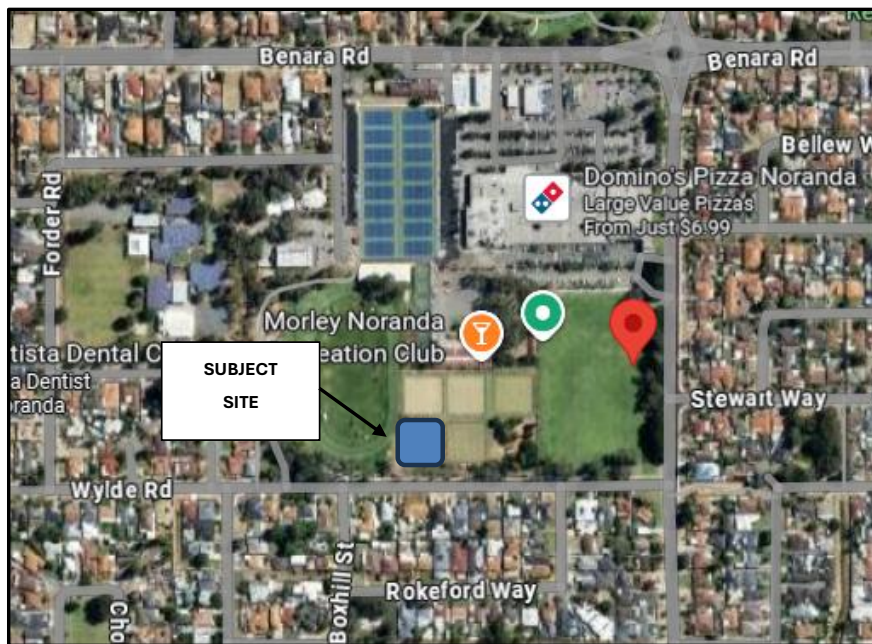 Benara Rd
Benara Rd
Bellew W
Domino's Pizza Noranda
Large Value Pizzas
From Just $6.99
Forder Rd
Morley Noranda
eation Club
tista Dental C
a Dentist
oranda
SUBJECT
SITE
Stewart Way
Wylde Rd
Boxhill St
Rokeford Way
Cho